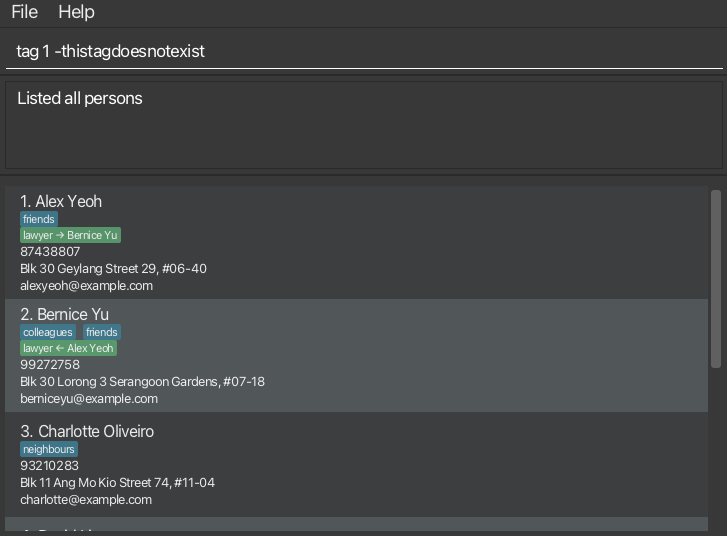 File Help
tag 1 -thistagdoesnotexist
Listed all persons
1. Alex Yeoh
friends
lawyer → Bernice Yu
87438807
Blk 30 Geylang Street 29, #06-40
alexyeoh@example.com
2. Bernice Yu
colleagues friends
lawyer ← Alex Yeoh
99272758
Blk 30 Lorong 3 Serangoon Gardens, #07-18
berniceyu@example.com
3. Charlotte Oliveiro
neighbours
93210283
Blk 11 Ang Mo Kio Street 74, #11-04
charlotte@example.com